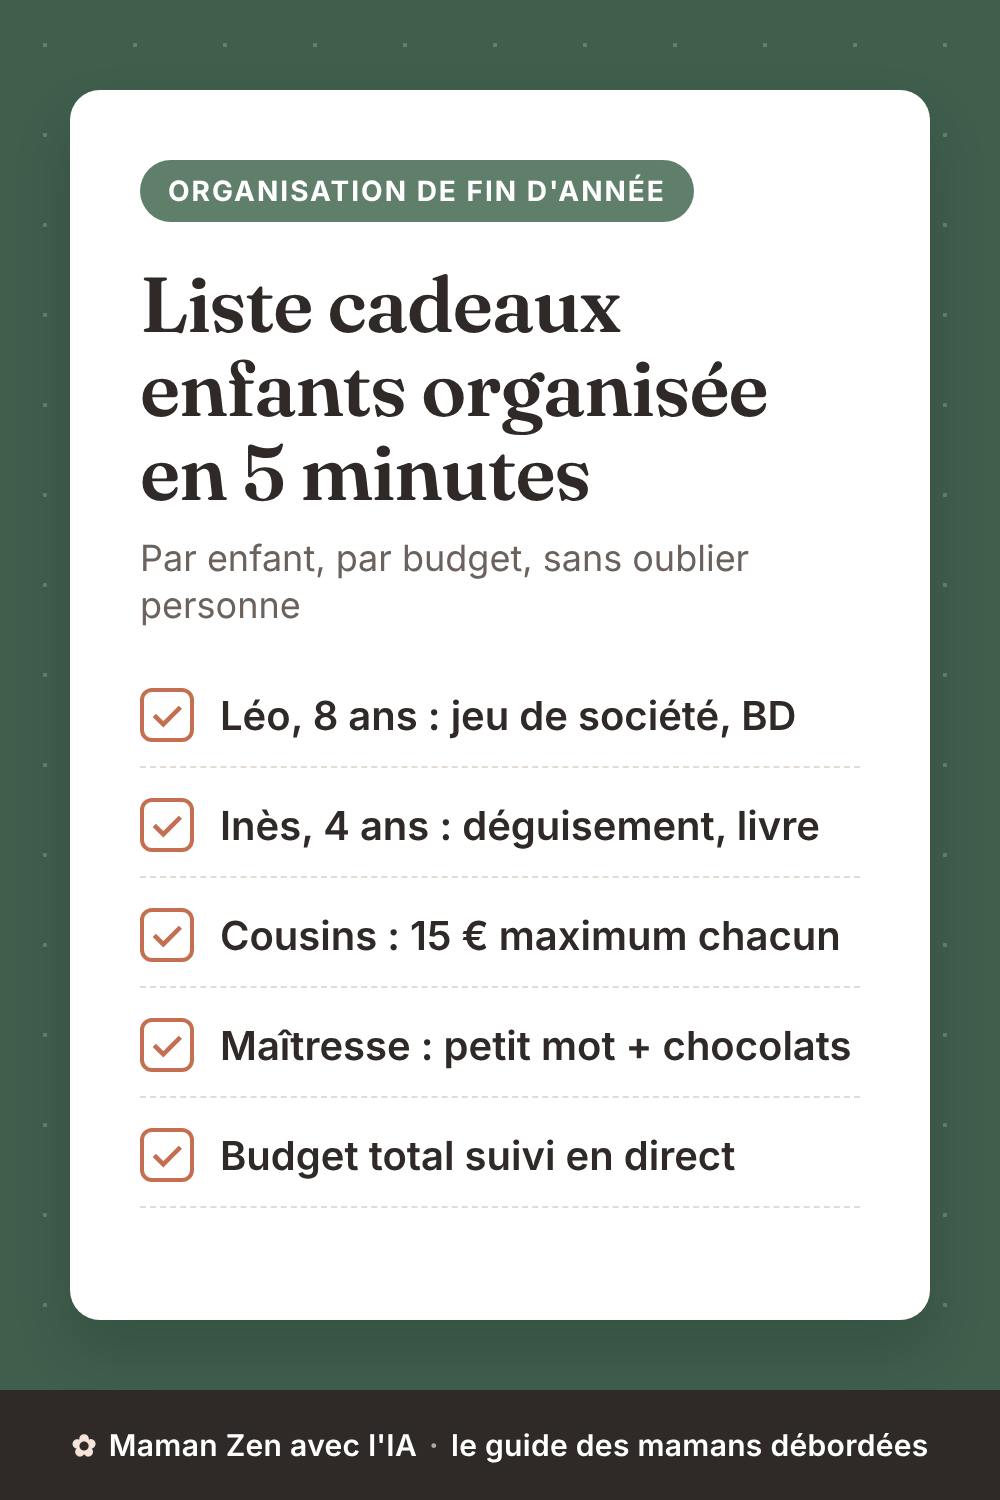 ORGANISATION DE FIN D'ANNÉE
Liste cadeaux
enfants organisée
en 5 minutes
Par enfant, par budget, sans oublier
personne
Léo, 8 ans : jeu de société, BD
Inès, 4 ans : déguisement, livre
Cousins : 15 € maximum chacun
Maîtresse : petit mot + chocolats
Budget total suivi en direct
✿ Maman Zen avec l'IA · le guide des mamans débordées